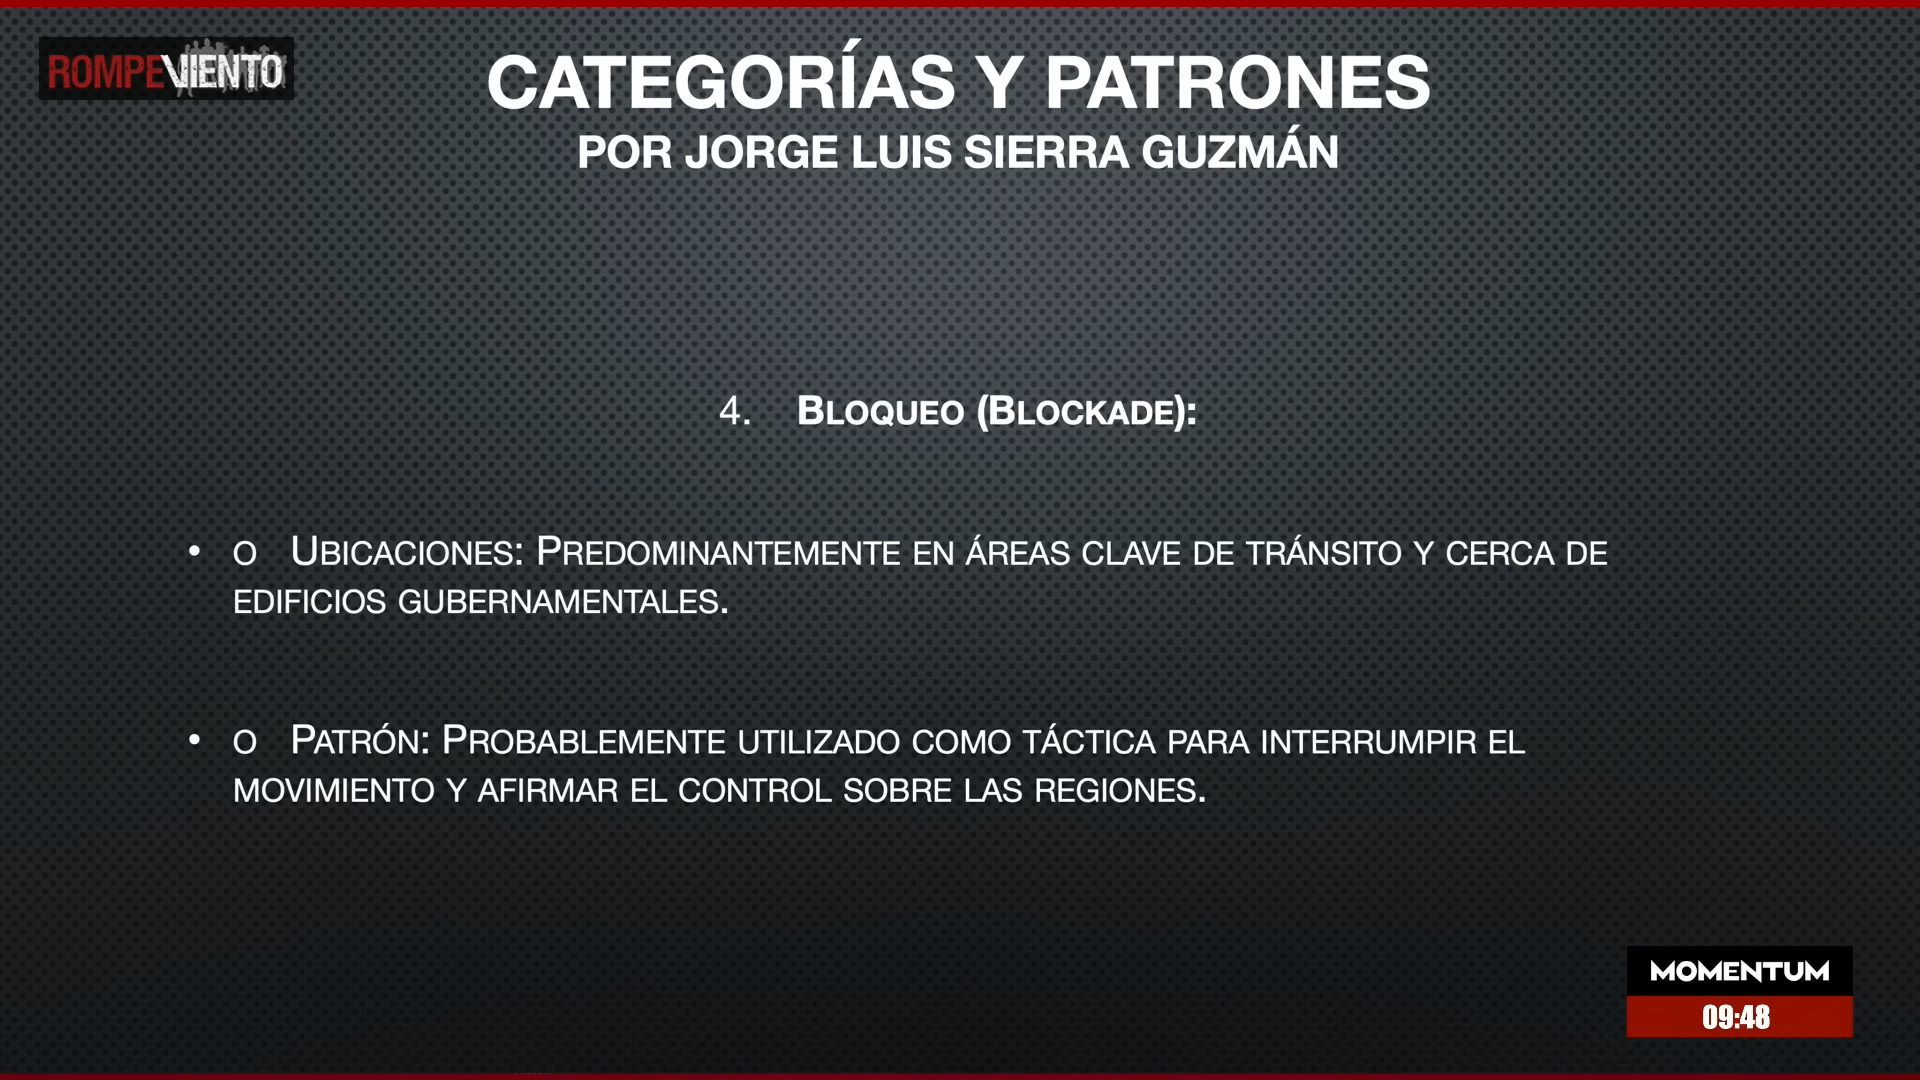 ROMPEVIENTO
CATEGORÍAS Y PATRONES
POR JORGE LUIS SIERRA GUZMÁN
4. BLOQUEO (BLOCKADE):
• O UBICACIONES: PREDOMINANTEMENTE EN ÁREAS CLAVE DE TRÁNSITO Y CERCA DE
EDIFICIOS GUBERNAMENTALES.
• O PATRÓN: PROBABLEMENTE UTILIZADO COMO TÁCTICA PARA INTERRUMPIR EL
MOVIMIENTO Y AFIRMAR EL CONTROL SOBRE LAS REGIONES.
MOMENTUM
09:48